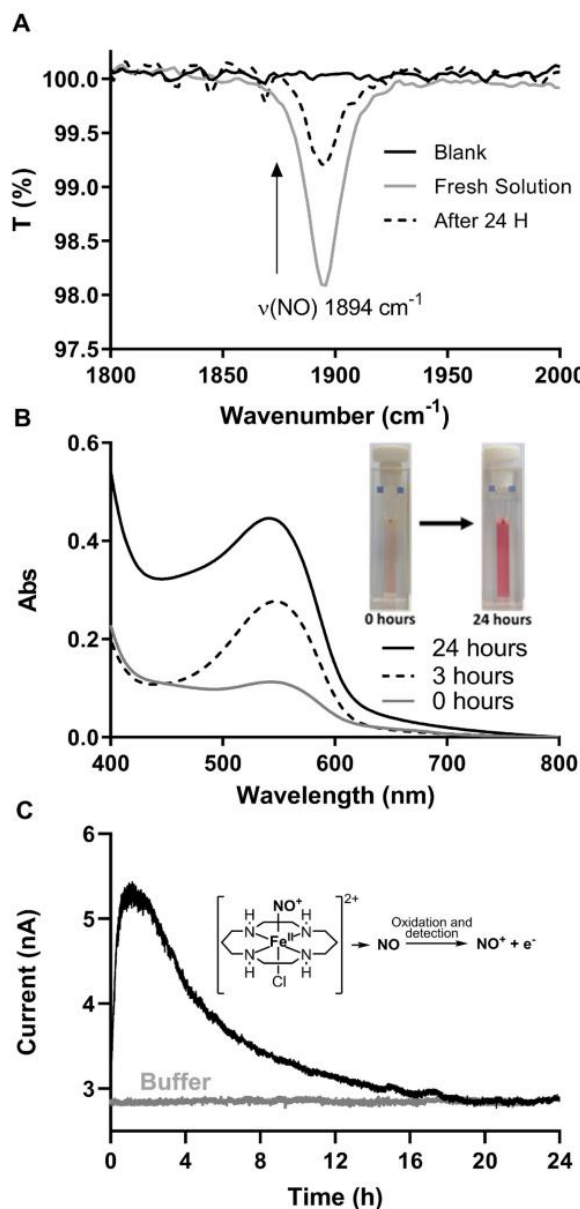 A
T (%)
100.0
99.5
99.0
98.5
98.0
97.5
Blank
Fresh Solution
After 24 H
ν(NO) 1894 cm⁻¹
1800 1850 1900 1950 2000
Wavenumber (cm⁻¹)
B
Abs
0.6
0.4
0.2
0.0
0 hours 24 hours
24 hours
3 hours
0 hours
400 500 600 700 800
Wavelength (nm)
C
Current (nA)
6
5
4
3
2
NO⁺ 2+
H H
N N
Feᴵᴵ
N N
H H
Cl
NO
Oxidation and
detection
NO⁺ + e⁻
Buffer
0 4 8 12 16 20 24
Time (h)